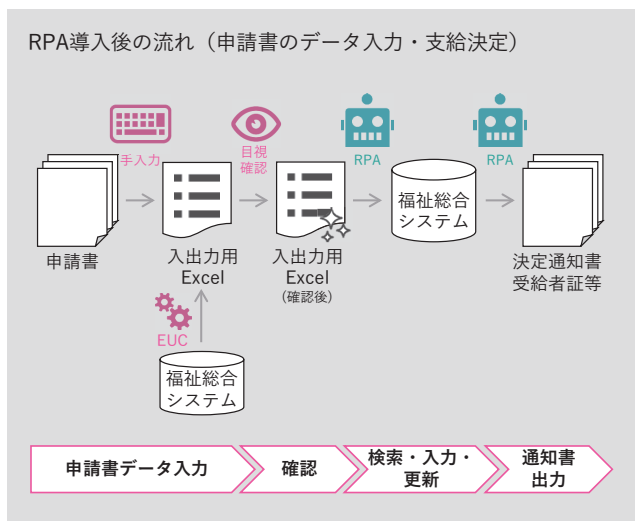 RPA導入後の流れ（申請書のデータ入力・支給決定）
手入力
目視
確認
RPA
RPA
申請書
入出力用
Excel
入出力用
Excel
(確認後)
福祉総合
システム
決定通知書
受給者証等
EUC
福祉総合
システム
申請書データ入力
確認
検索・入力・
更新
通知書
出力